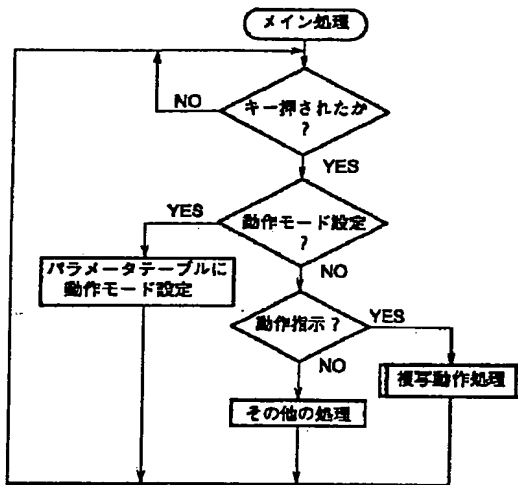 メイン処理
キー押されたか
?
NO
YES
動作モード設定
?
YES
NO
パラメータテーブルに
動作モード設定
動作指示?
YES
NO
複写動作処理
その他の処理